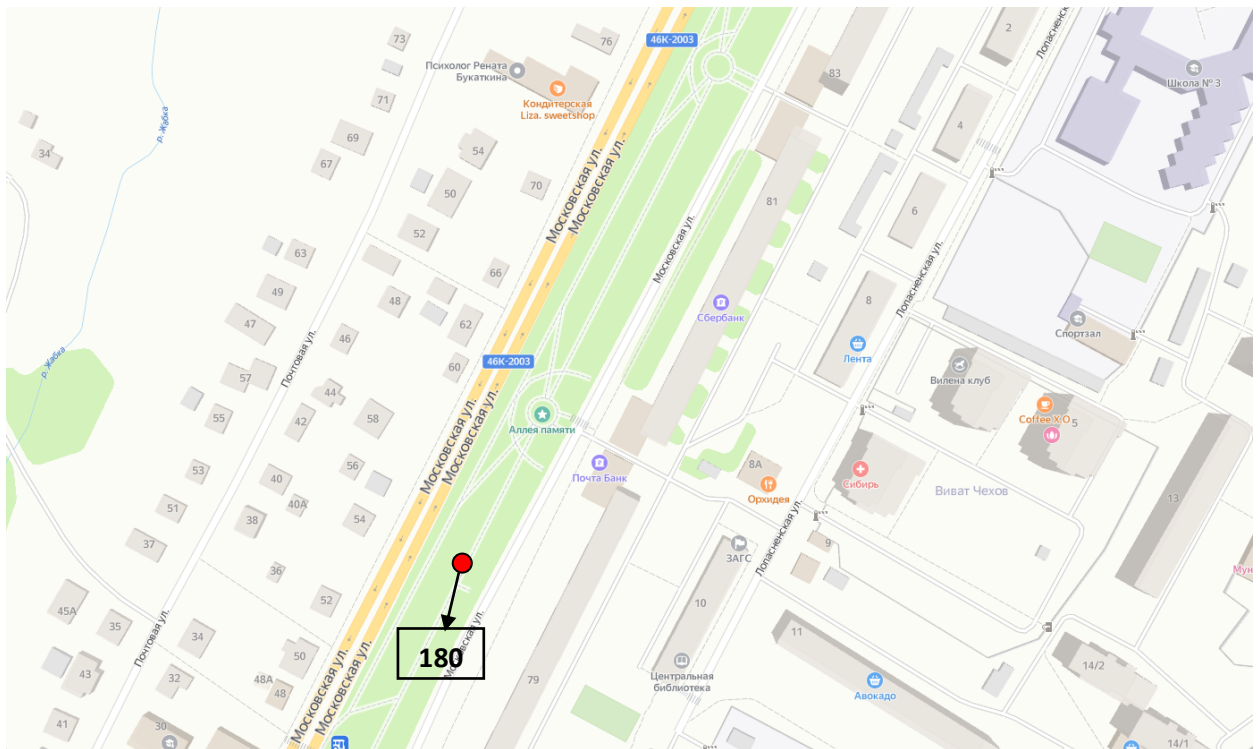 2
Лопасненская
46К-2003
76
73
Психолог Рената
Букаткина
83
Школа № 3
71
Кондитерская
Liza. sweetshop
р. Жабка
4
69
67
54
34
Московская ул.
Московская ул.
50
70
81
6
52
Московская ул.
63
66
Лопасненская ул.
49
48
8
Сбербанк
47
62
46
Спортзал
Почтовая ул.
Лента
46К-2003
60
р. Жабка
57
Вилена клуб
44
55
42
58
Аллея памяти
Coffee X.O
5
Московская ул.
Московская ул.
53
56
40
Почта Банк
8А
Сибирь
Орхидея
Виват Чехов
13
51
40А
38
54
37
Лопасненская ул.
9
ЗАГС
36
Мун
52
10
45А
35
34
Почтовая ул.
Московская ул.
11
180
50
Московская ул.
Московская ул.
43
32
48А
48
79
Центральная
библиотека
14/2
Авокадо
41
30
14/1